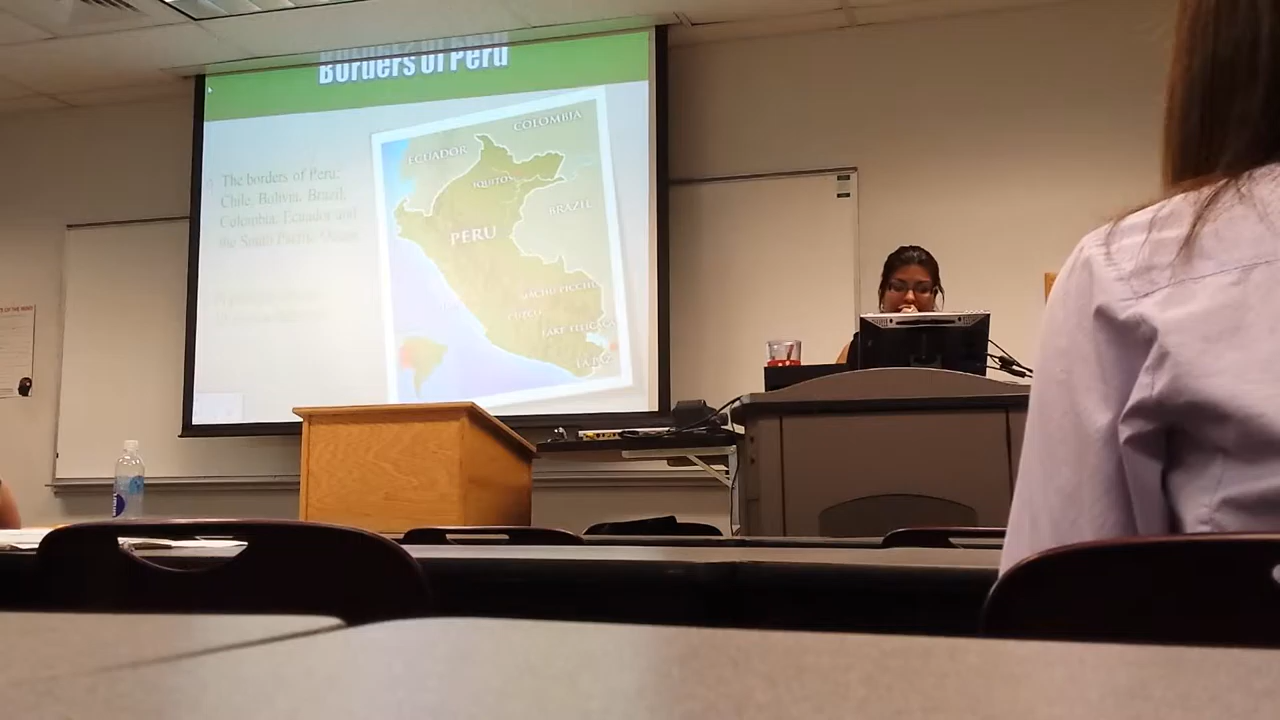 Borders of Peru
The borders of Peru:
Chile, Bolivia, Brazil,
Colombia, Ecuador and
the South Pacific Ocean
COLOMBIA
ECUADOR
IQUITOS
BRAZIL
PERU
MACHU PICCHU
CUZCO
LAKE TITICACA
LA PAZ